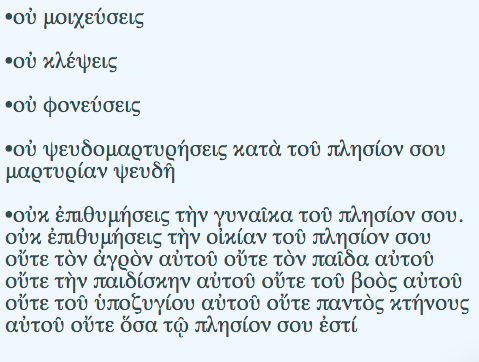 •οὐ μοιχεύσεις
•οὐ κλέψεις
•οὐ φονεύσεις
•οὐ ψευδομαρτυρήσεις κατὰ τοῦ πλησίον σου
μαρτυρίαν ψευδῆ
•οὐκ ἐπιθυμήσεις τὴν γυναῖκα τοῦ πλησίον σου.
οὐκ ἐπιθυμήσεις τὴν οἰκίαν τοῦ πλησίον σου
οὔτε τὸν ἀγρὸν αὐτοῦ οὔτε τὸν παῖδα αὐτοῦ
οὔτε τὴν παιδίσκην αὐτοῦ οὔτε τοῦ βοὸς αὐτοῦ
οὔτε τοῦ ὑποζυγίου αὐτοῦ οὔτε παντὸς κτήνους
αὐτοῦ οὔτε ὅσα τῷ πλησίον σου ἐστί